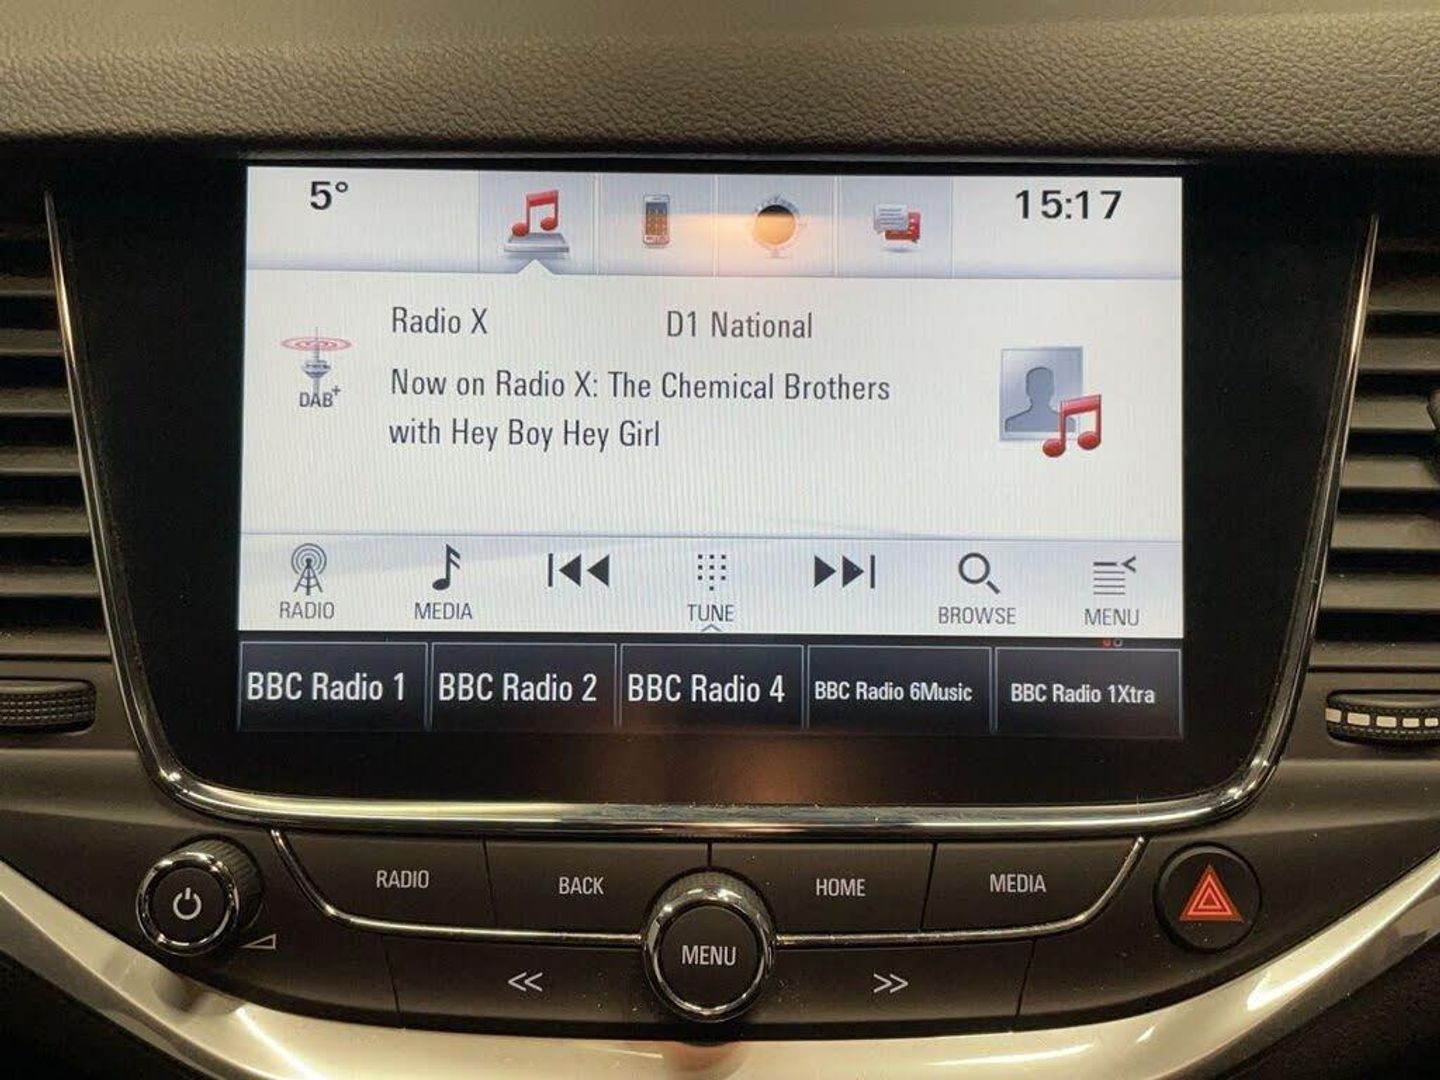 5°
15:17
Radio X
D1 National
DAB+
Now on Radio X: The Chemical Brothers
with Hey Boy Hey Girl
RADIO
MEDIA
TUNE
BROWSE
MENU
BBC Radio 1
BBC Radio 2
BBC Radio 4
BBC Radio 6Music
BBC Radio 1Xtra
RADIO
BACK
HOME
MEDIA
MENU